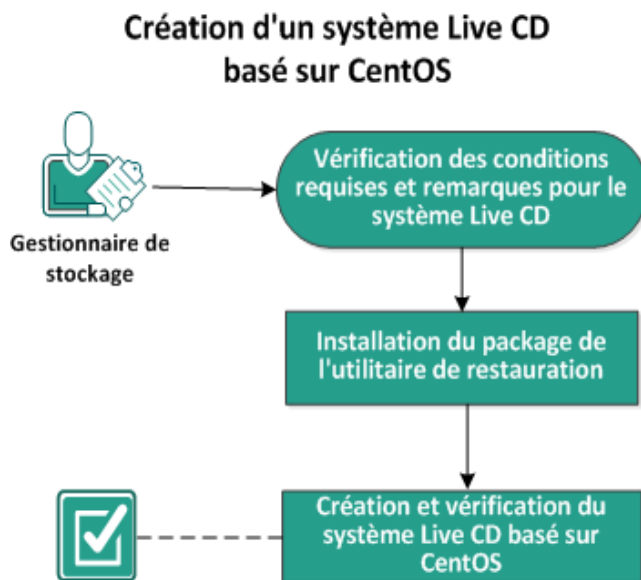 Création d'un système Live CD
basé sur CentOS
Vérification des conditions
requises et remarques pour le
système Live CD
Gestionnaire de
stockage
Installation du package de
l'utilitaire de restauration
Création et vérification du
système Live CD basé sur
CentOS